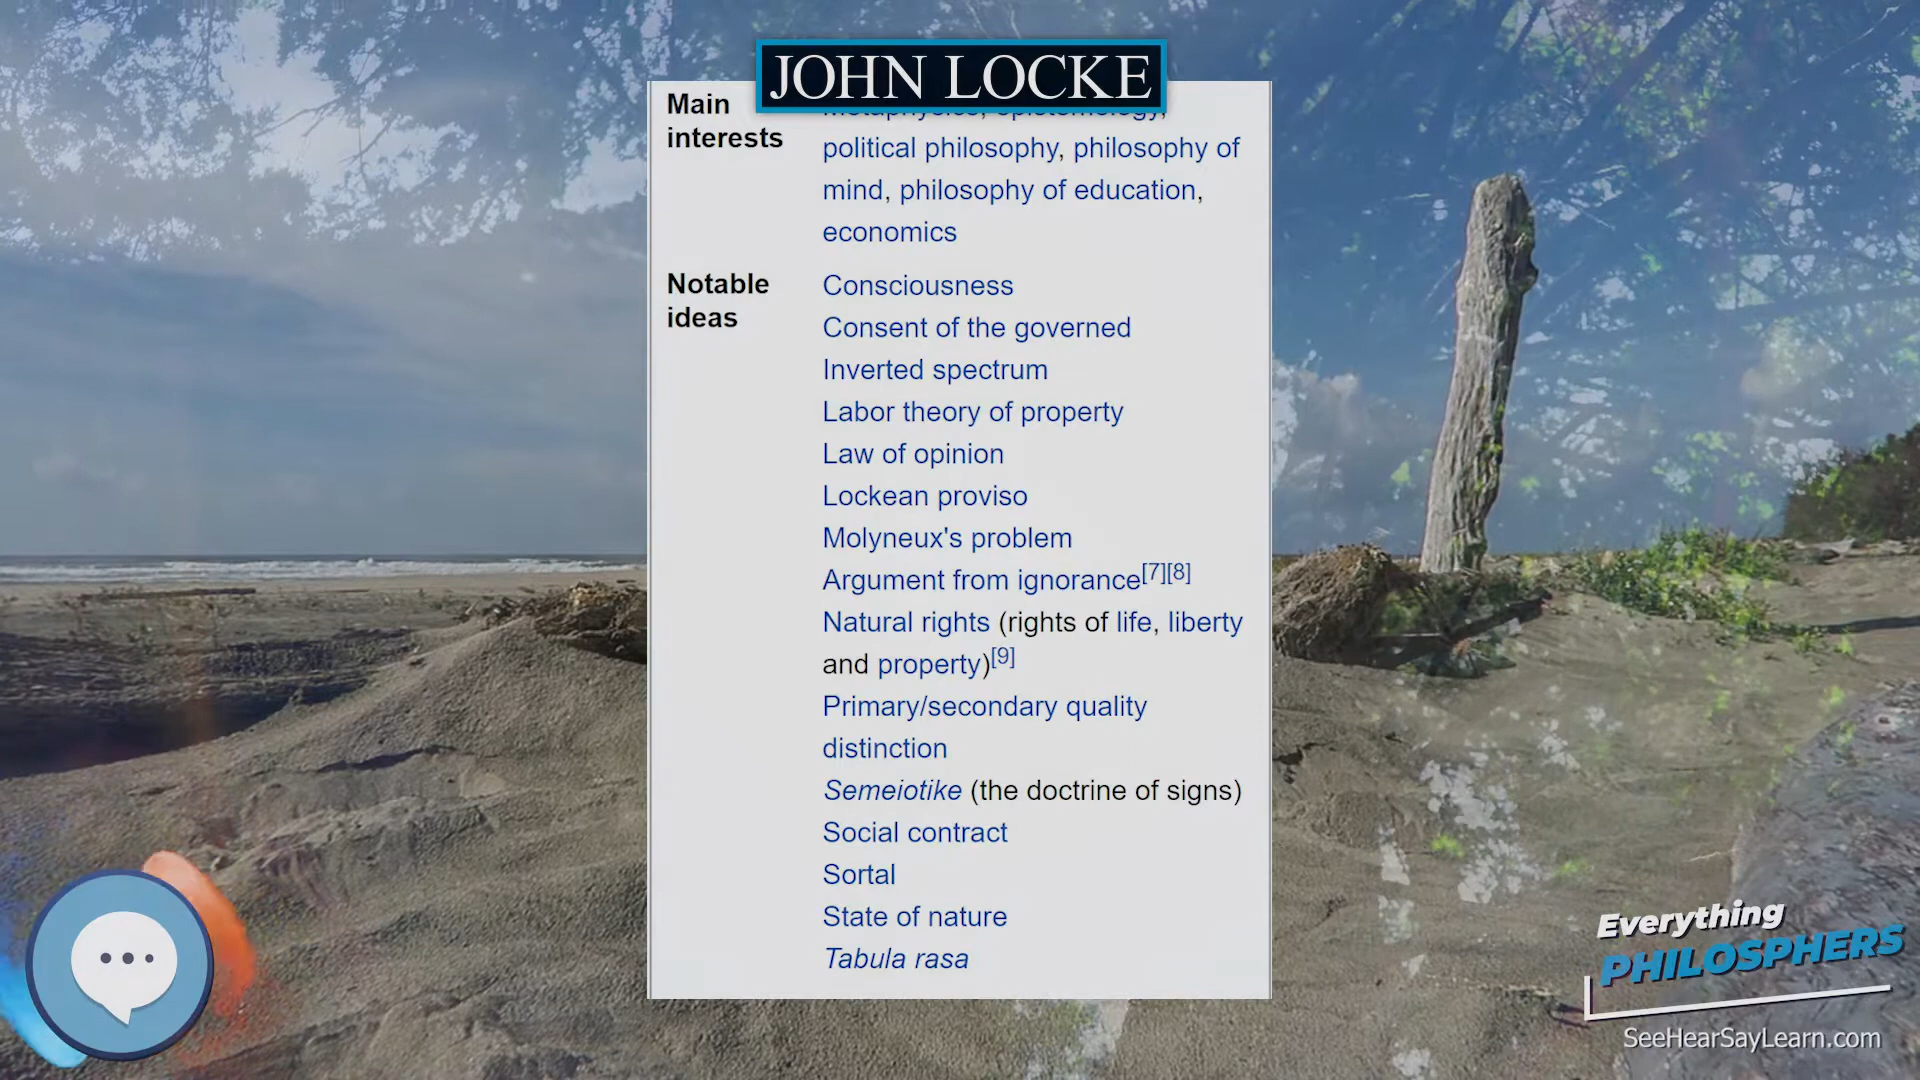 JOHN LOCKE
Main
interests
metaphysics, epistemology,
political philosophy, philosophy of
mind, philosophy of education,
economics
Notable
ideas
Consciousness
Consent of the governed
Inverted spectrum
Labor theory of property
Law of opinion
Lockean proviso
Molyneux's problem
Argument from ignorance[7][8]
Natural rights (rights of life, liberty
and property)[9]
Primary/secondary quality
distinction
Semeiotike (the doctrine of signs)
Social contract
Sortal
State of nature
Tabula rasa
Everything
PHILOSPHERS
SeeHearSayLearn.com